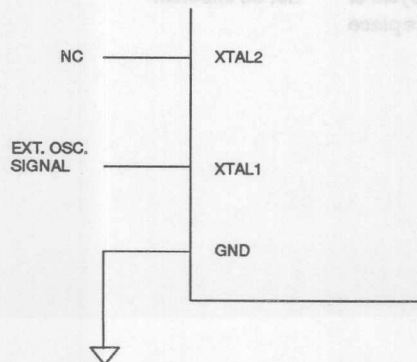 NC
XTAL2
EXT. OSC.
SIGNAL
XTAL1
GND